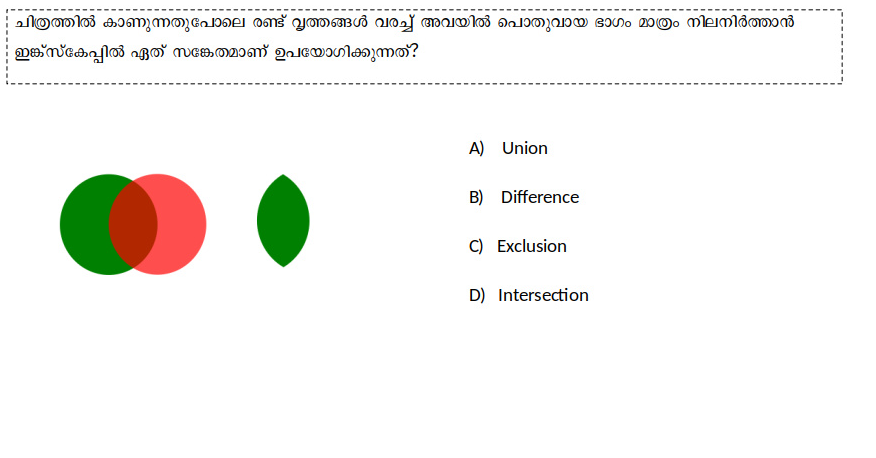 ചിത്രത്തിൽ കാണുന്നതുപോലെ രണ്ട് വൃത്തങ്ങൾ വരച്ച് അവയിൽ പൊതുവായ ഭാഗം മാത്രം നിലനിർത്താൻ
ഇങ്ക്സ്കേപ്പിൽ ഏത് സങ്കേതമാണ് ഉപയോഗിക്കുന്നത്?
A) Union
B) Difference
C) Exclusion
D) Intersection